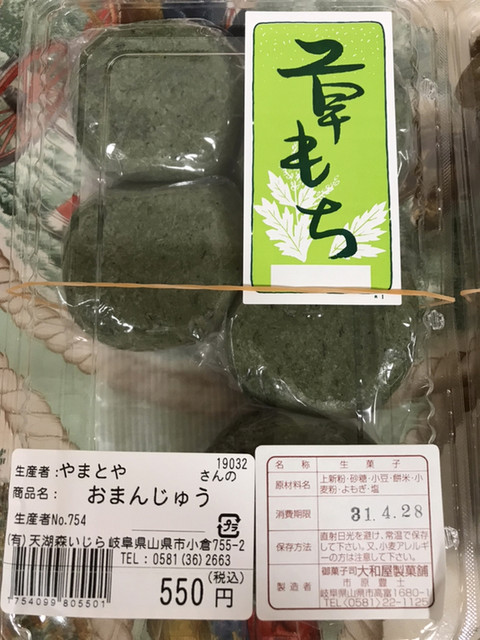 草もち
*1
19032
生産者:やまとや さんの
商品名: おまんじゅう
生産者No.754
(有)天湖森いじら岐阜県山県市小倉755-2
TEL:0581(36)2663
(税込)
550円
7754099805501
名称 生菓子
原材料名 上新粉・砂糖・小豆・餅米・小
麦粉・よもぎ・塩
消費期限 31.4.28
保存方法 直射日光を避け、常温で保存
して下さい。又、小麦アレルギ
ーの方は注意して下さい。
製造者 御菓子司 大和屋製菓舗
市原豊士
岐阜県山県市高富1680-1
TEL(0581)22-1125